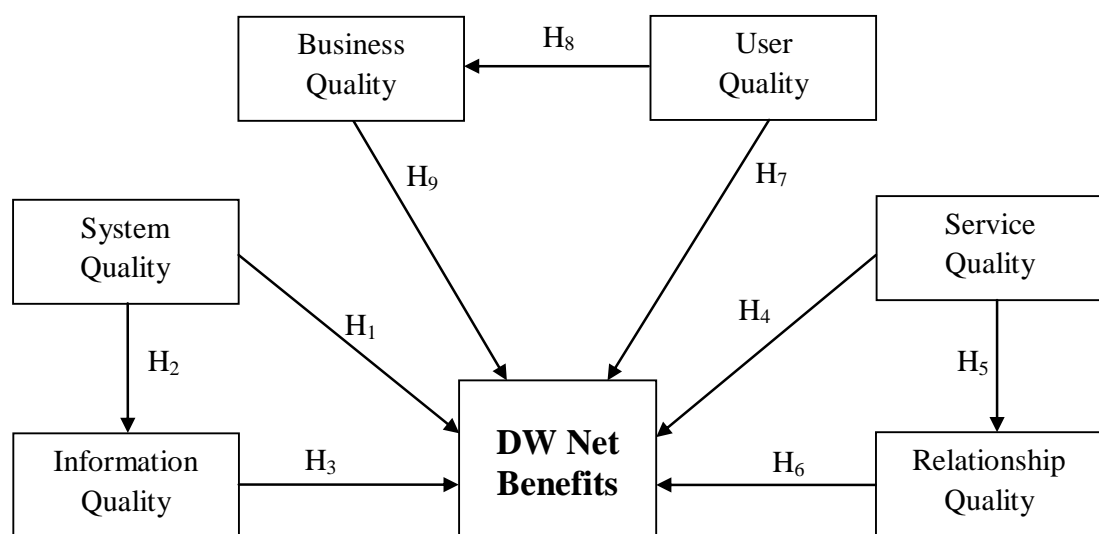 Business
Quality
H₈
User
Quality
H₉
H₇
System
Quality
Service
Quality
H₁
H₄
H₂
H₅
Information
Quality
H₃
DW Net
Benefits
H₆
Relationship
Quality